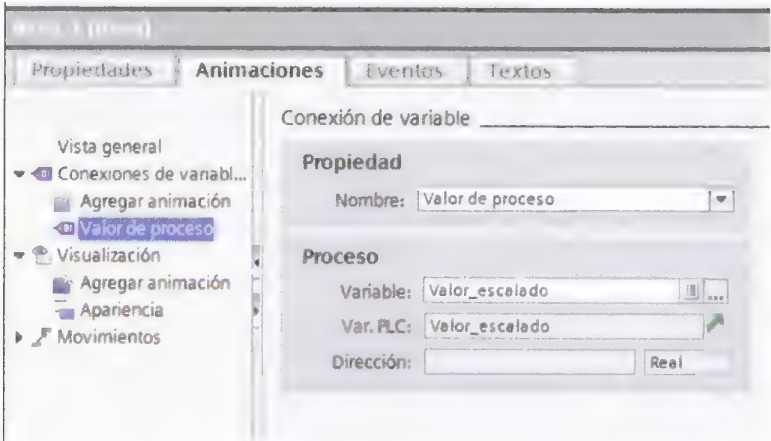 Propiedades Animaciones Eventos Textos
Conexión de variable
Vista general
Conexiones de variabl...
Agregar animación
Valor de proceso
Visualización
Agregar animación
Apariencia
Movimientos
Propiedad
Nombre: Valor de proceso
Proceso
Variable: Valor_escalado ...
Var. PLC: Valor_escalado
Dirección: Real